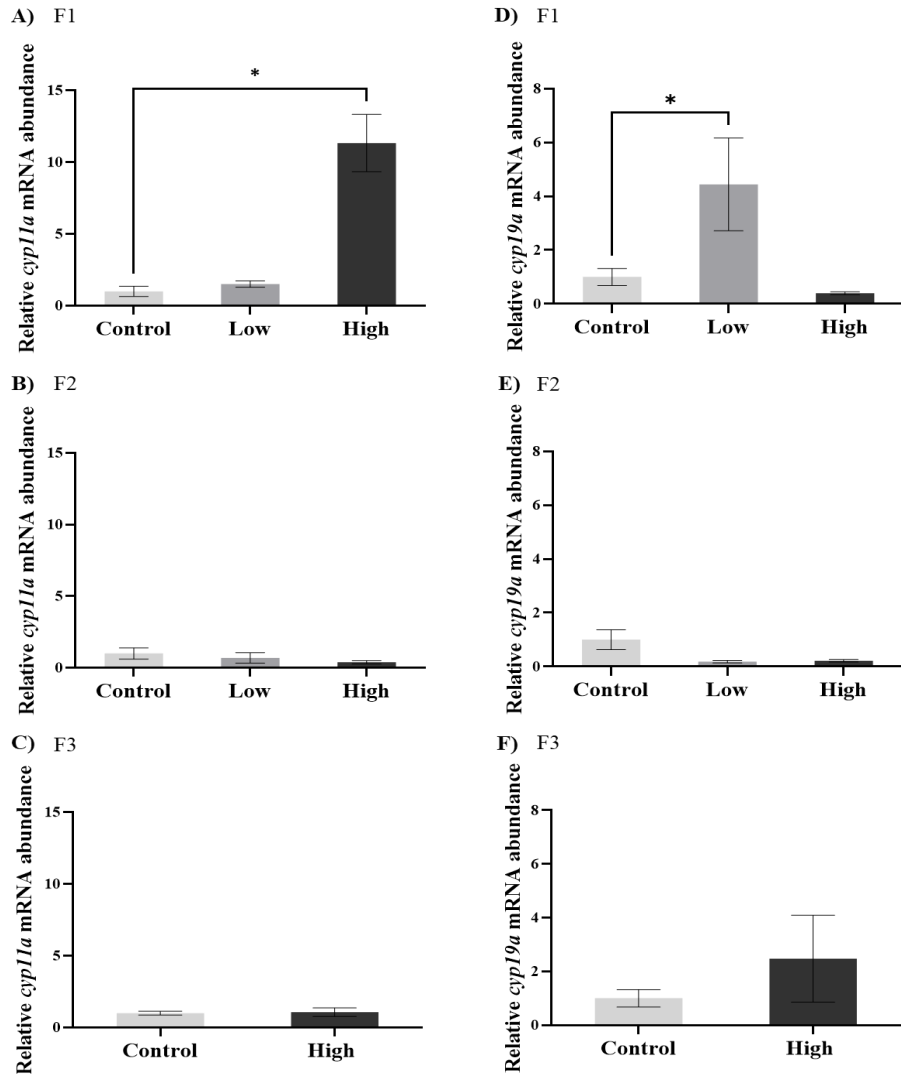 A) F1
Relative cyp11a mRNA abundance
15
10
5
0
*
Control Low High
D) F1
Relative cyp19a mRNA abundance
8
6
4
2
0
*
Control Low High
B) F2
Relative cyp11a mRNA abundance
15
10
5
0
Control Low High
E) F2
Relative cyp19a mRNA abundance
8
6
4
2
0
Control Low High
C) F3
Relative cyp11a mRNA abundance
15
10
5
0
Control High
F) F3
Relative cyp19a mRNA abundance
8
6
4
2
0
Control High